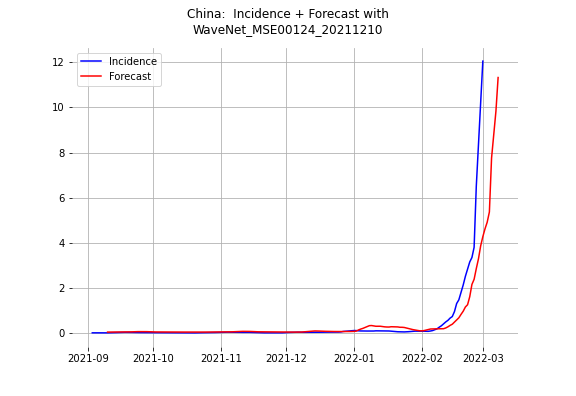 China:  Incidence + Forecast with
WaveNet_MSE00124_20211210
Incidence
Forecast
12
10
8
6
4
2
0
2021-09 2021-10 2021-11 2021-12 2022-01 2022-02 2022-03